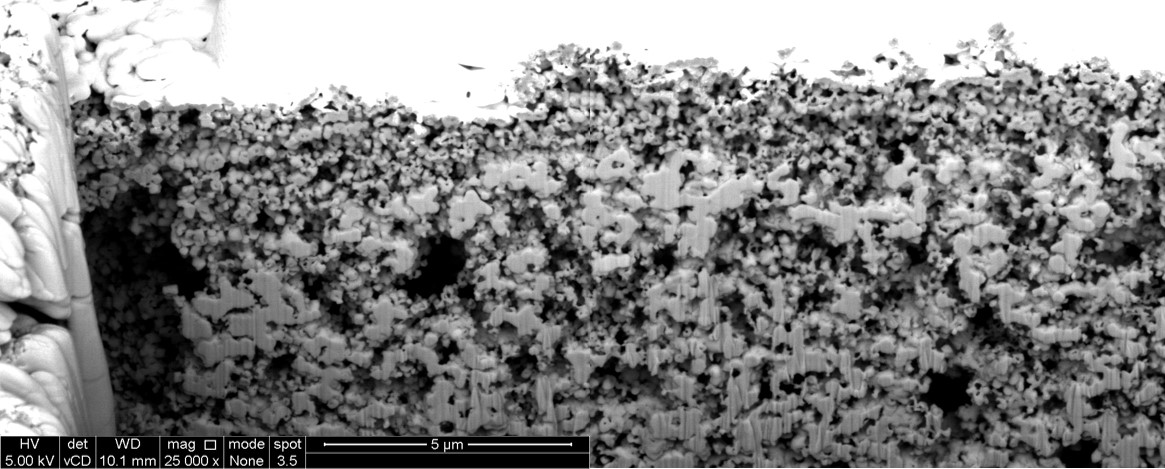 HV det WD mag □ mode spot 5 µm
5.00 kV vCD 10.1 mm 25 000 x None 3.5